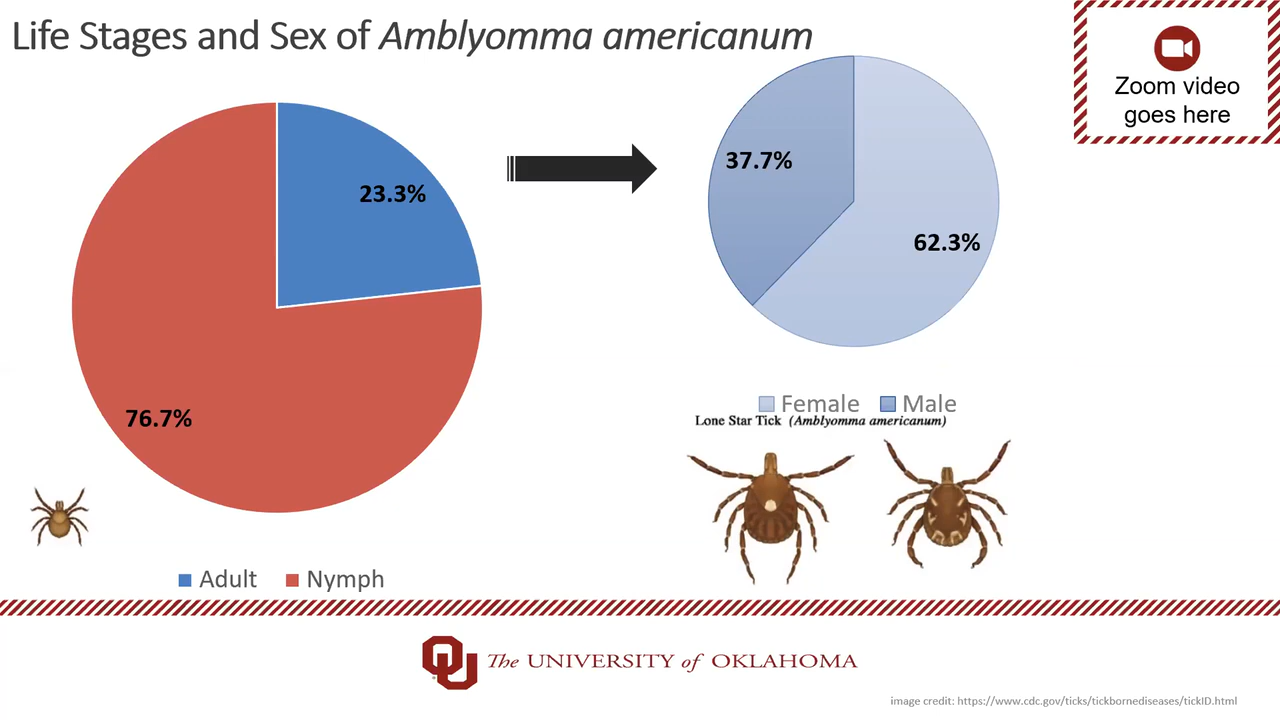 Life Stages and Sex of Amblyomma americanum
Zoom video
goes here
23.3%
76.7%
37.7%
62.3%
Female Male
Lone Star Tick (Amblyomma americanum)
Adult Nymph
OU The UNIVERSITY of OKLAHOMA
image credit: https://www.cdc.gov/ticks/tickbornediseases/tickID.html